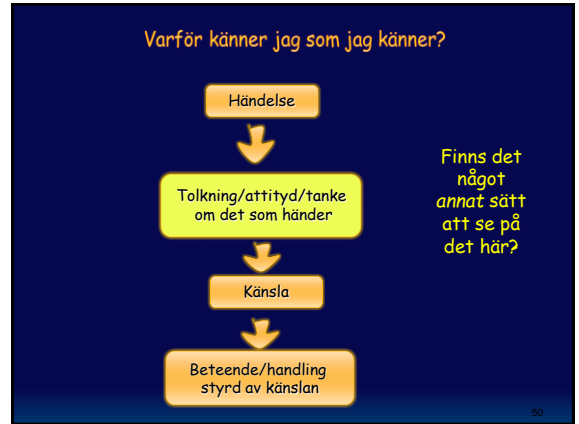 Varför känner jag som jag känner?
Händelse
Tolkning/attityd/tanke
om det som händer
Finns det
något
annat sätt
att se på
det här?
Känsla
Beteende/handling
styrd av känslan
50